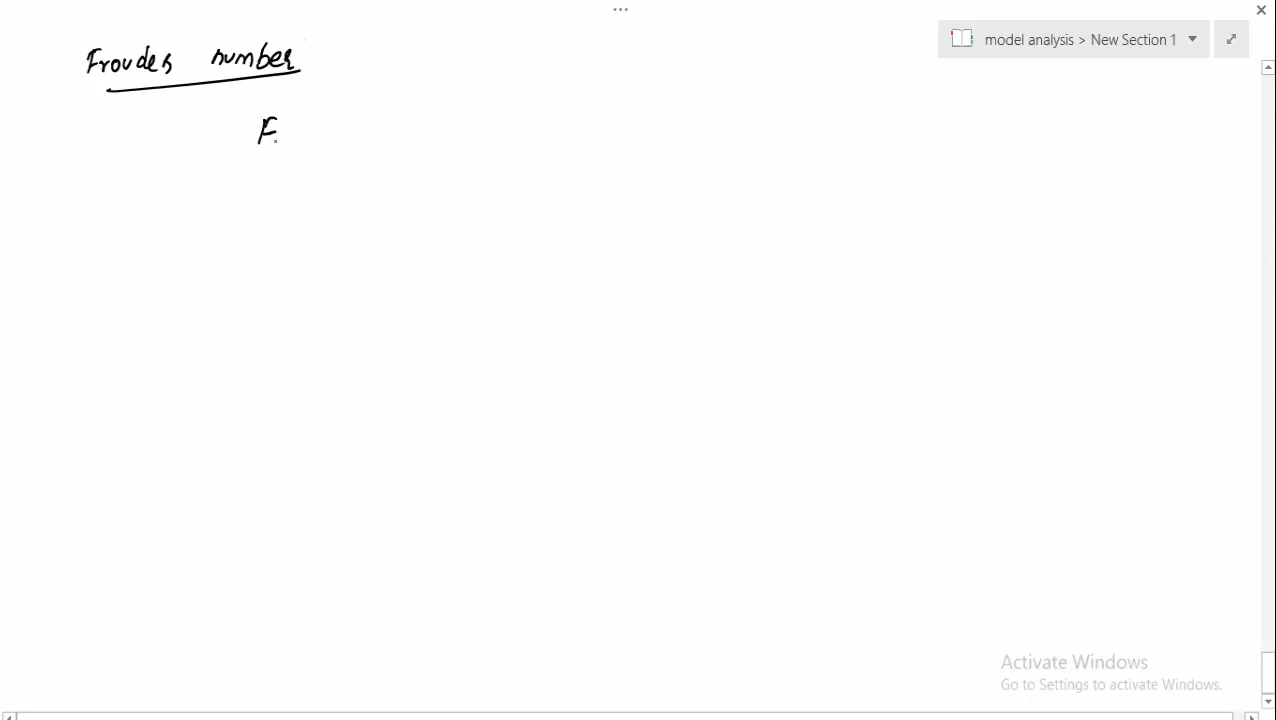 ...
model analysis > New Section 1
Froudes number
F
Activate Windows
Go to Settings to activate Windows.